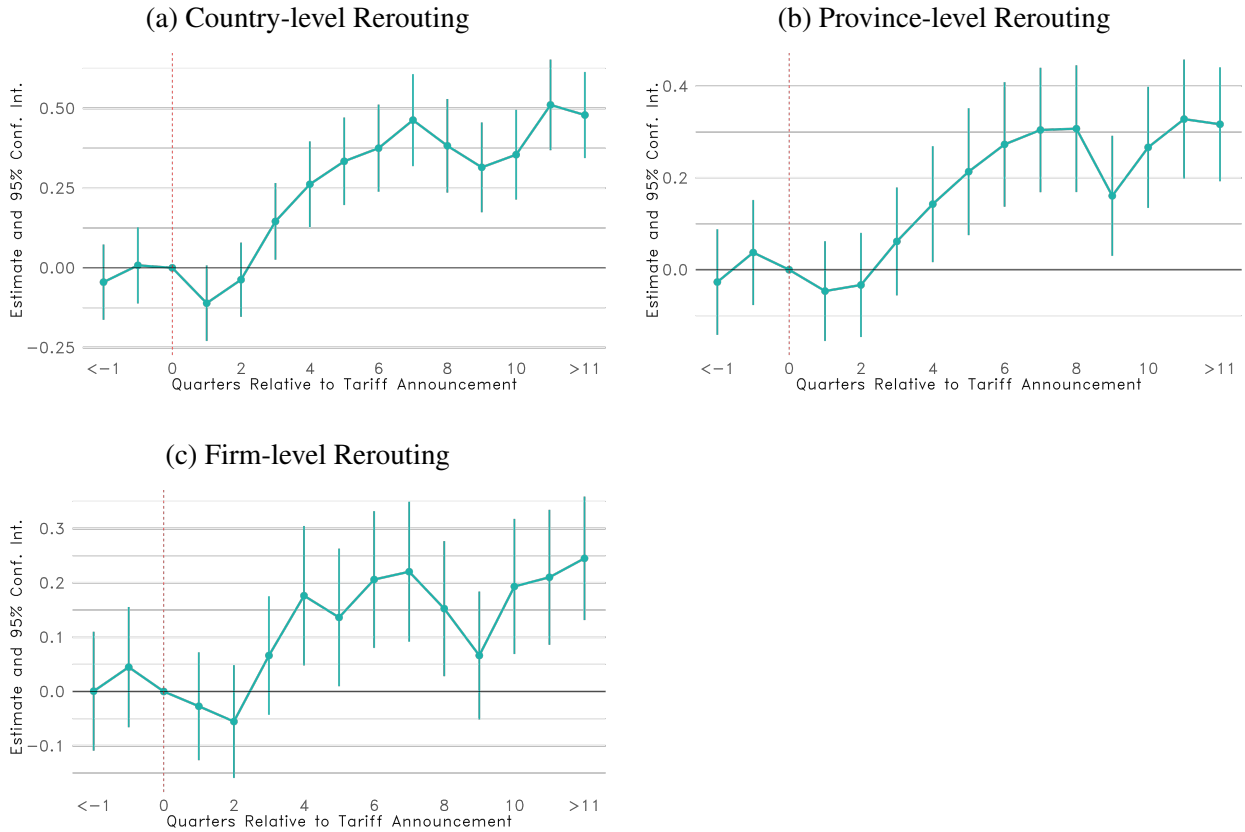 (a) Country-level Rerouting
Estimate and 95% Conf. Int.
0.50
0.25
0.00
−0.25
<−1 0 2 4 6 8 10 >11
Quarters Relative to Tariff Announcement
(b) Province-level Rerouting
Estimate and 95% Conf. Int.
0.4
0.2
0.0
<−1 0 2 4 6 8 10 >11
Quarters Relative to Tariff Announcement
(c) Firm-level Rerouting
Estimate and 95% Conf. Int.
0.3
0.2
0.1
0.0
−0.1
<−1 0 2 4 6 8 10 >11
Quarters Relative to Tariff Announcement